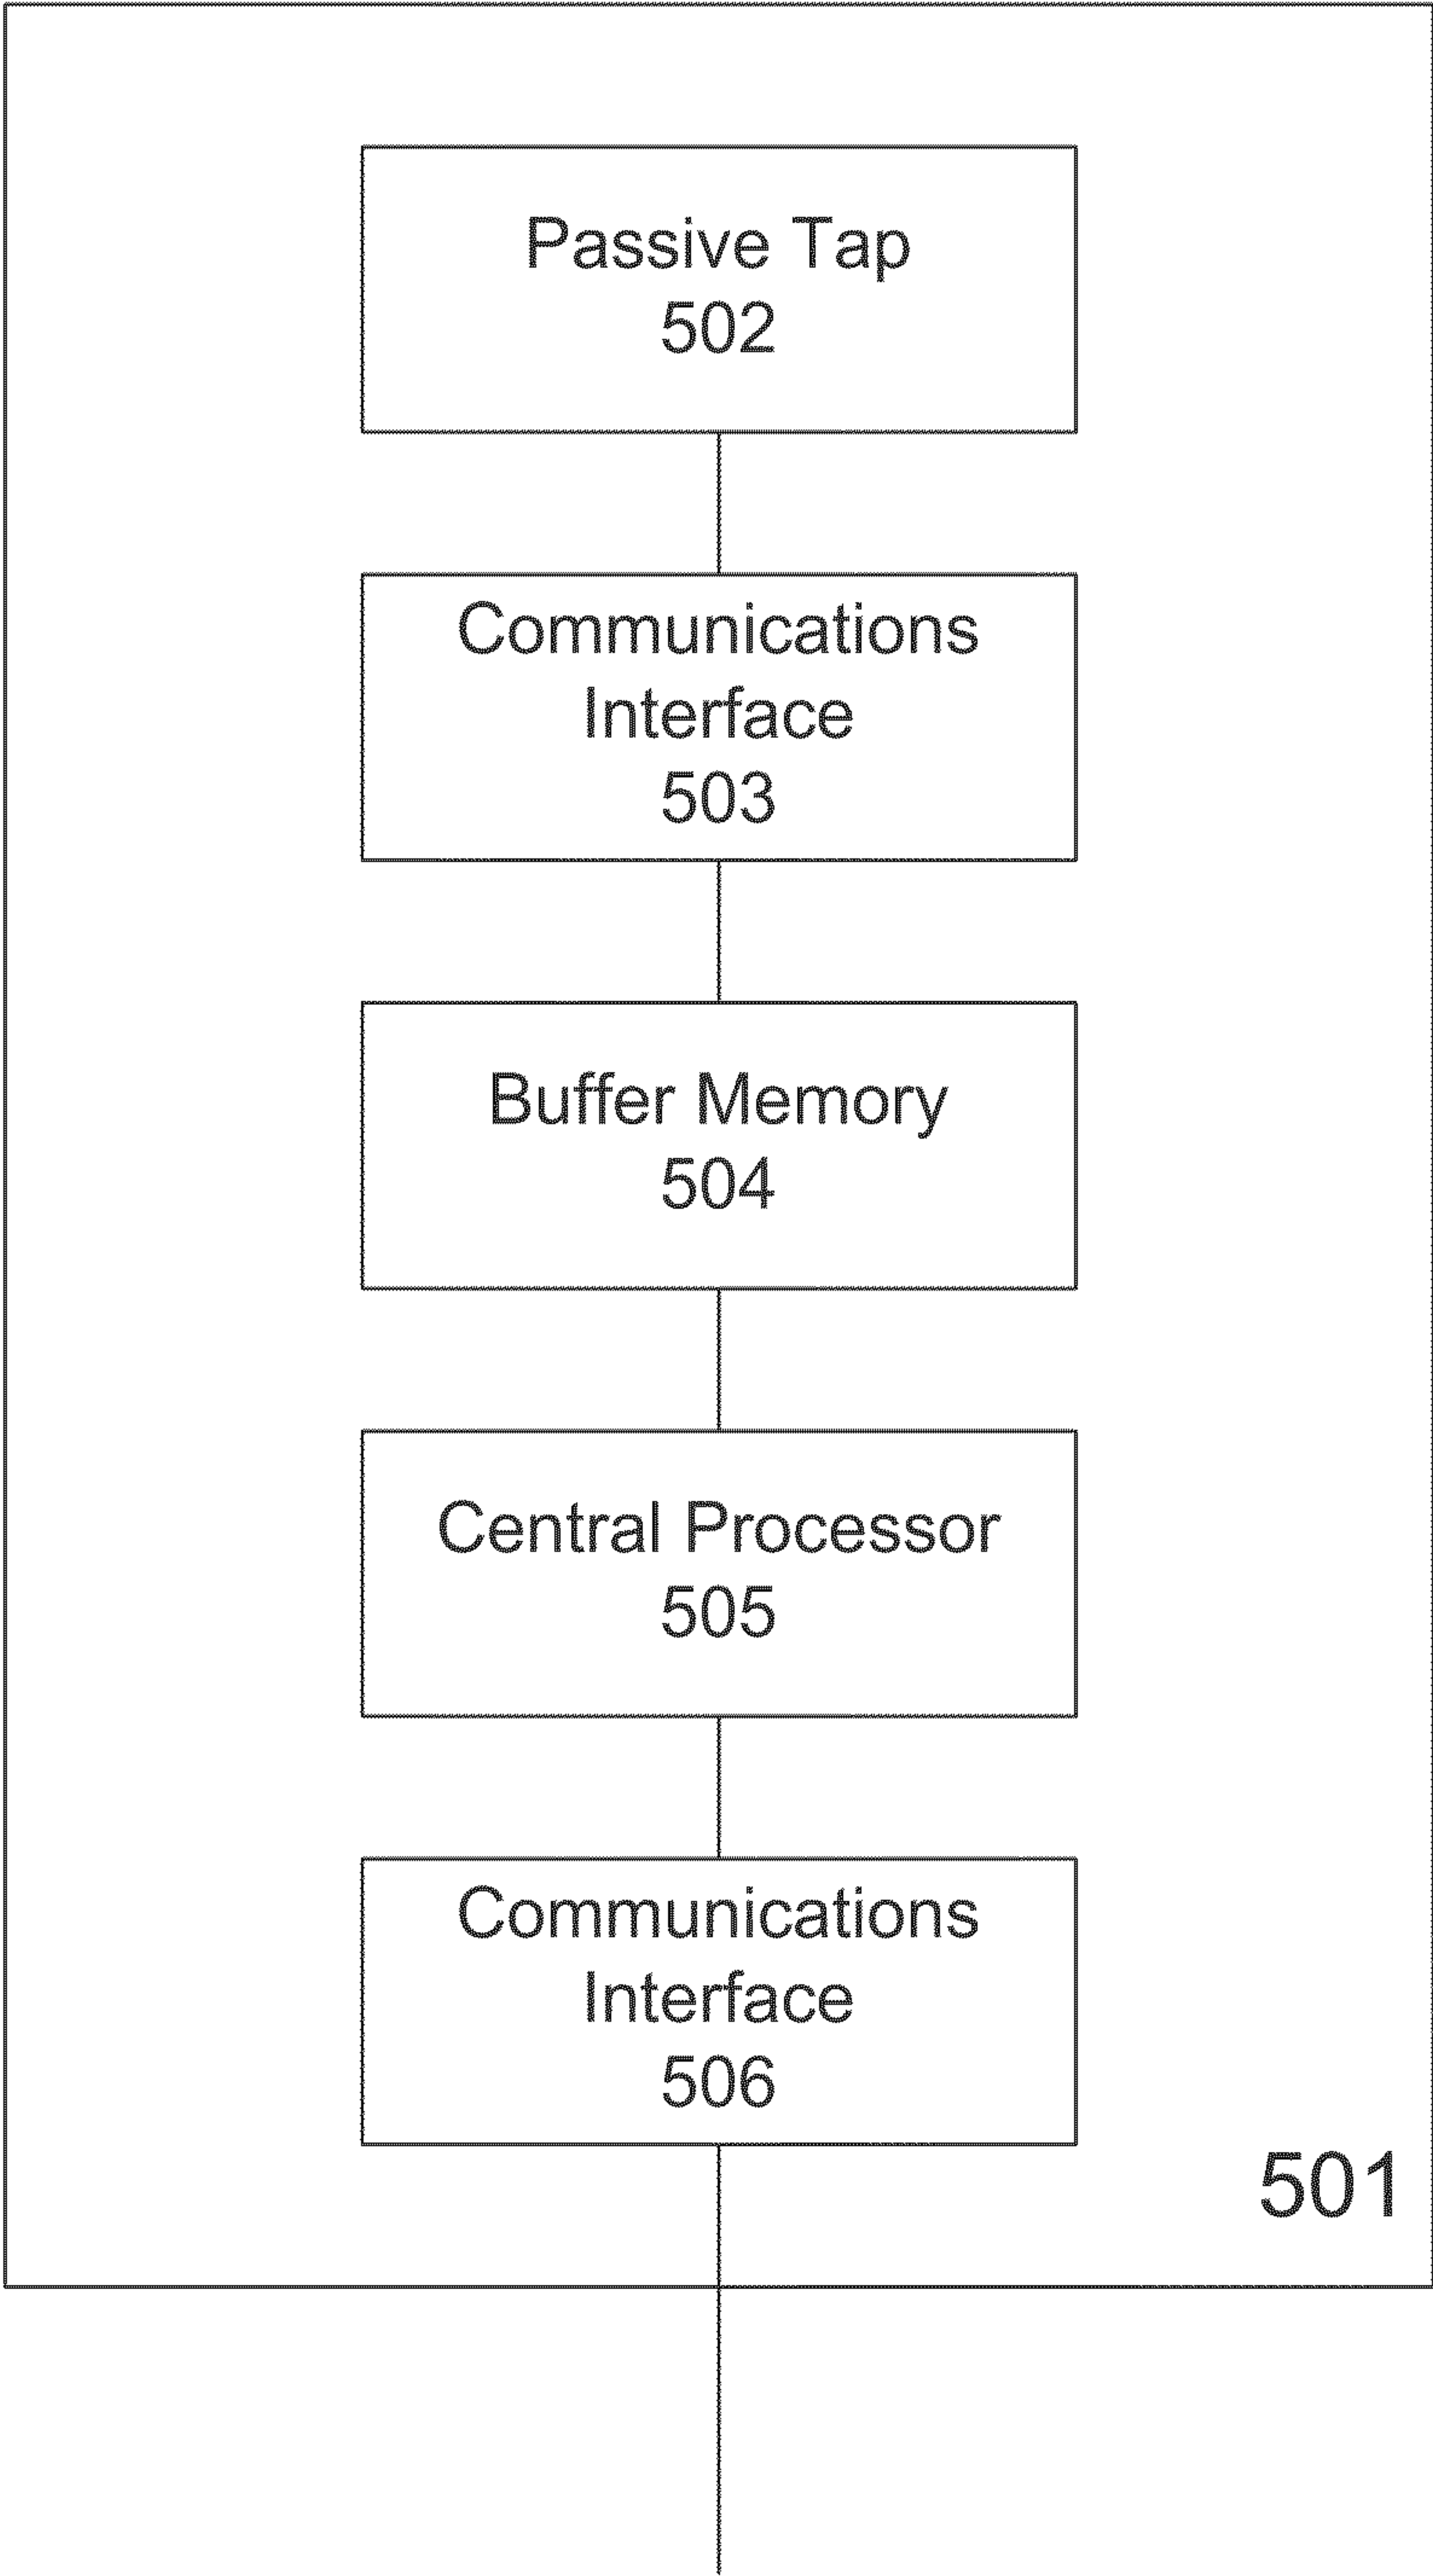 Passive Tap
502
Communications
Interface
503
Buffer Memory
504
Central Processor
505
Communications
Interface
506
501